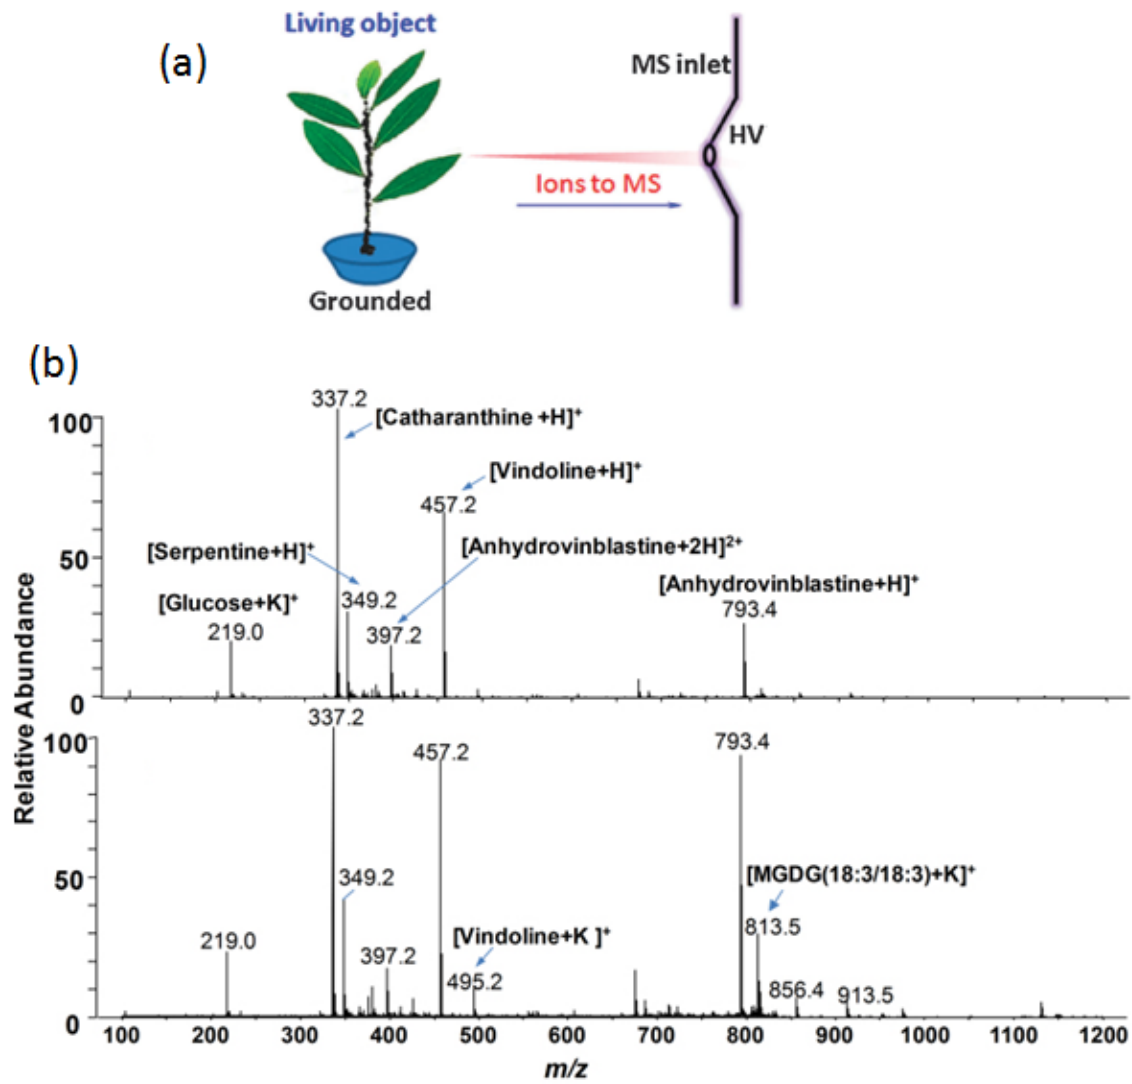 (a)
Living object
MS inlet
HV
Ions to MS
Grounded
(b)
Relative Abundance
100
50
0
337.2
[Catharanthine +H]⁺
[Vindoline+H]⁺
457.2
[Serpentine+H]⁺
[Anhydrovinblastine+2H]²⁺
349.2
397.2
[Glucose+K]⁺
219.0
[Anhydrovinblastine+H]⁺
793.4
100
50
0
337.2
457.2
793.4
349.2
[MGDG(18:3/18:3)+K]⁺
813.5
219.0
397.2
[Vindoline+K ]⁺
495.2
856.4
913.5
100 200 300 400 500 600 700 800 900 1000 1100 1200
m/z